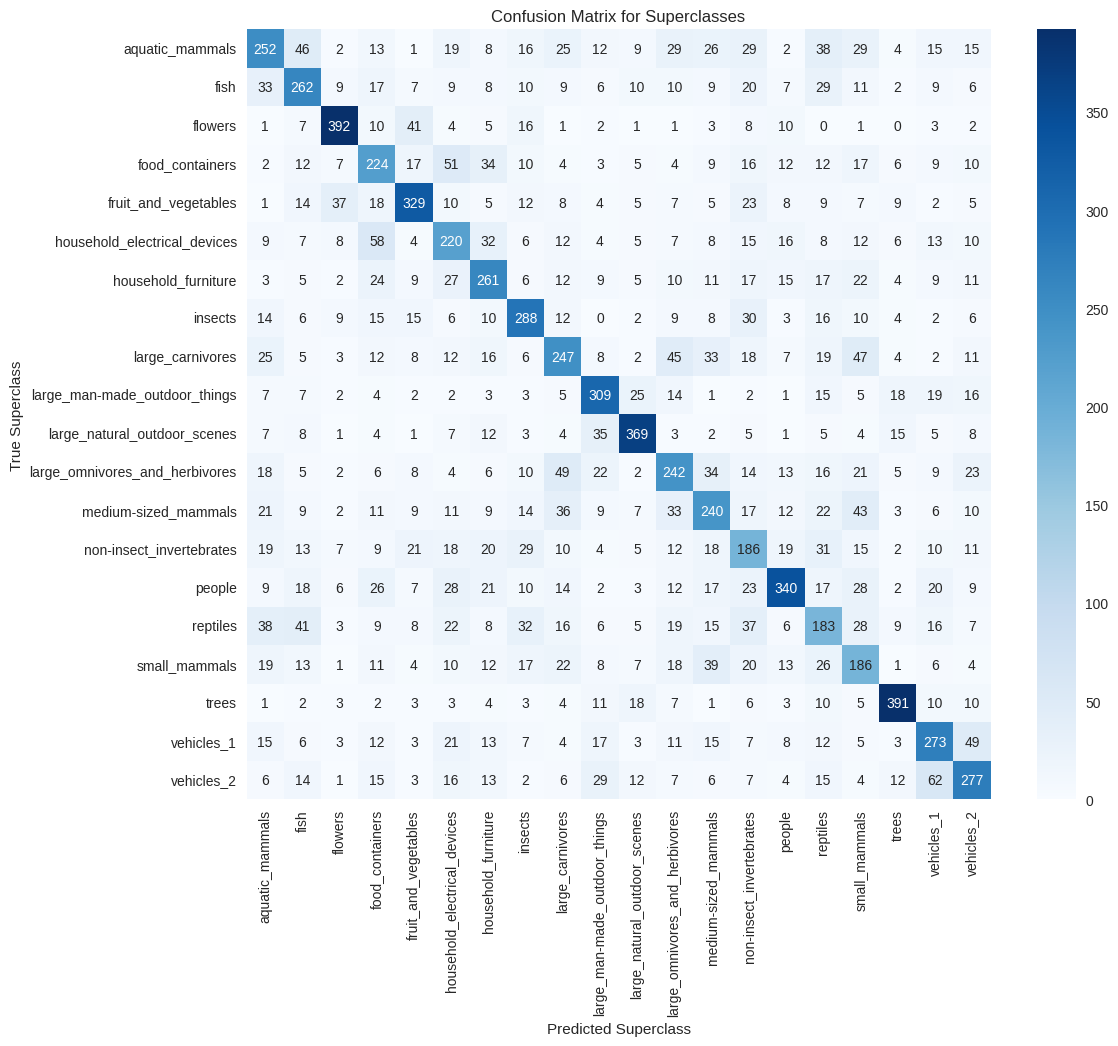 Confusion Matrix for Superclasses
True Superclass
aquatic_mammals 252 46 2 13 1 19 8 16 25 12 9 29 26 29 2 38 29 4 15 15
fish 33 262 9 17 7 9 8 10 9 6 10 10 9 20 7 29 11 2 9 6
flowers 1 7 392 10 41 4 5 16 1 2 1 1 3 8 10 0 1 0 3 2
food_containers 2 12 7 224 17 51 34 10 4 3 5 4 9 16 12 12 17 6 9 10
fruit_and_vegetables 1 14 37 18 329 10 5 12 8 4 5 7 5 23 8 9 7 9 2 5
household_electrical_devices 9 7 8 58 4 220 32 6 12 4 5 7 8 15 16 8 12 6 13 10
household_furniture 3 5 2 24 9 27 261 6 12 9 5 10 11 17 15 17 22 4 9 11
insects 14 6 9 15 15 6 10 288 12 0 2 9 8 30 3 16 10 4 2 6
large_carnivores 25 5 3 12 8 12 16 6 247 8 2 45 33 18 7 19 47 4 2 11
large_man-made_outdoor_things 7 7 2 4 2 2 3 3 5 309 25 14 1 2 1 15 5 18 19 16
large_natural_outdoor_scenes 7 8 1 4 1 7 12 3 4 35 369 3 2 5 1 5 4 15 5 8
large_omnivores_and_herbivores 18 5 2 6 8 4 6 10 49 22 2 242 34 14 13 16 21 5 9 23
medium-sized_mammals 21 9 2 11 9 11 9 14 36 9 7 33 240 17 12 22 43 3 6 10
non-insect_invertebrates 19 13 7 9 21 18 20 29 10 4 5 12 18 186 19 31 15 2 10 11
people 9 18 6 26 7 28 21 10 14 2 3 12 17 23 340 17 28 2 20 9
reptiles 38 41 3 9 8 22 8 32 16 6 5 19 15 37 6 183 28 9 16 7
small_mammals 19 13 1 11 4 10 12 17 22 8 7 18 39 20 13 26 186 1 6 4
trees 1 2 3 2 3 3 4 3 4 11 18 7 1 6 3 10 5 391 10 10
vehicles_1 15 6 3 12 3 21 13 7 4 17 3 11 15 7 8 12 5 3 273 49
vehicles_2 6 14 1 15 3 16 13 2 6 29 12 7 6 7 4 15 4 12 62 277
aquatic_mammals
fish
flowers
food_containers
fruit_and_vegetables
household_electrical_devices
household_furniture
insects
large_carnivores
large_man-made_outdoor_things
large_natural_outdoor_scenes
large_omnivores_and_herbivores
medium-sized_mammals
non-insect_invertebrates
people
reptiles
small_mammals
trees
vehicles_1
vehicles_2
Predicted Superclass
350
300
250
200
150
100
50
0